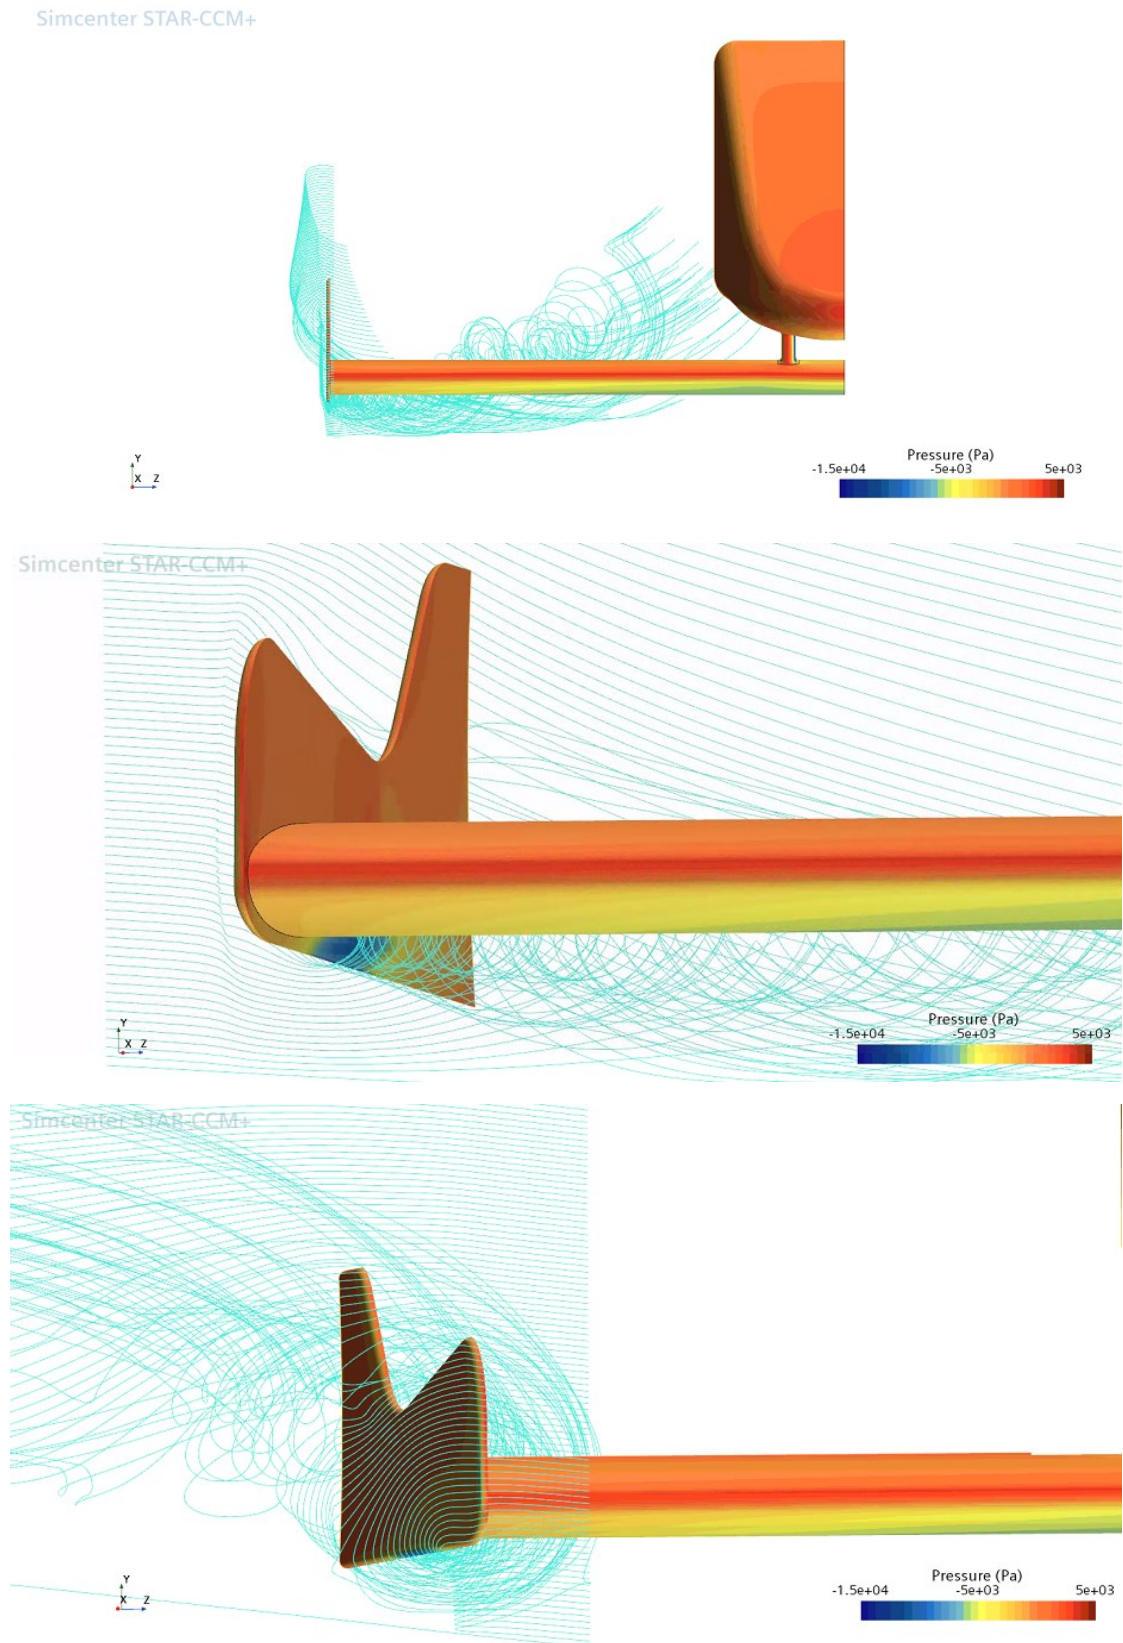 Simcenter STAR-CCM+
Pressure (Pa)
-1.5e+04 -5e+03 5e+03
Y
X Z
Simcenter STAR-CCM+
Pressure (Pa)
-1.5e+04 -5e+03 5e+03
Y
X Z
Simcenter STAR-CCM+
Pressure (Pa)
-1.5e+04 -5e+03 5e+03
Y
X Z